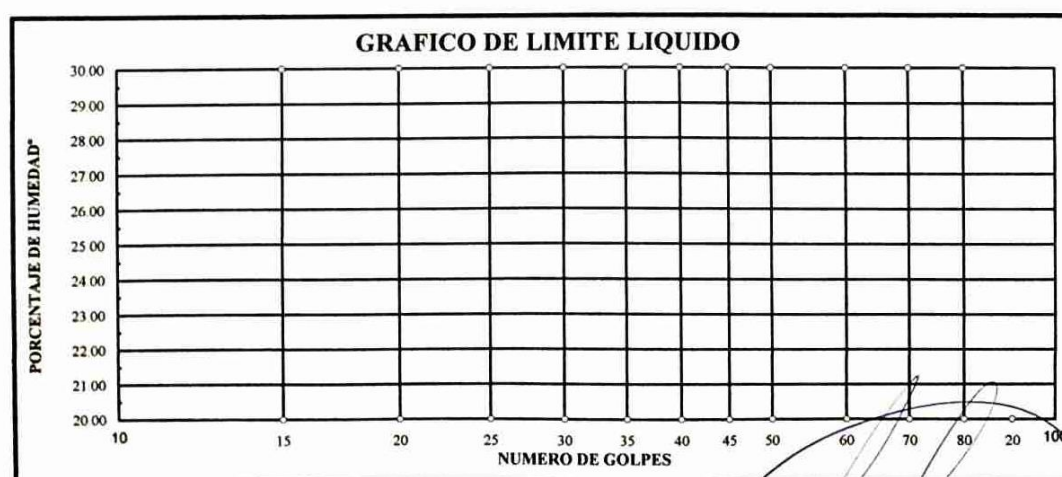 GRAFICO DE LIMITE LIQUIDO
PORCENTAJE DE HUMEDAD*
30 00
29 00
28 00
27 00
26 00
25 00
24 00
23 00
22 00
21 00
20 00
10 15 20 25 30 35 40 45 50 60 70 80 20 100
NUMERO DE GOLPES